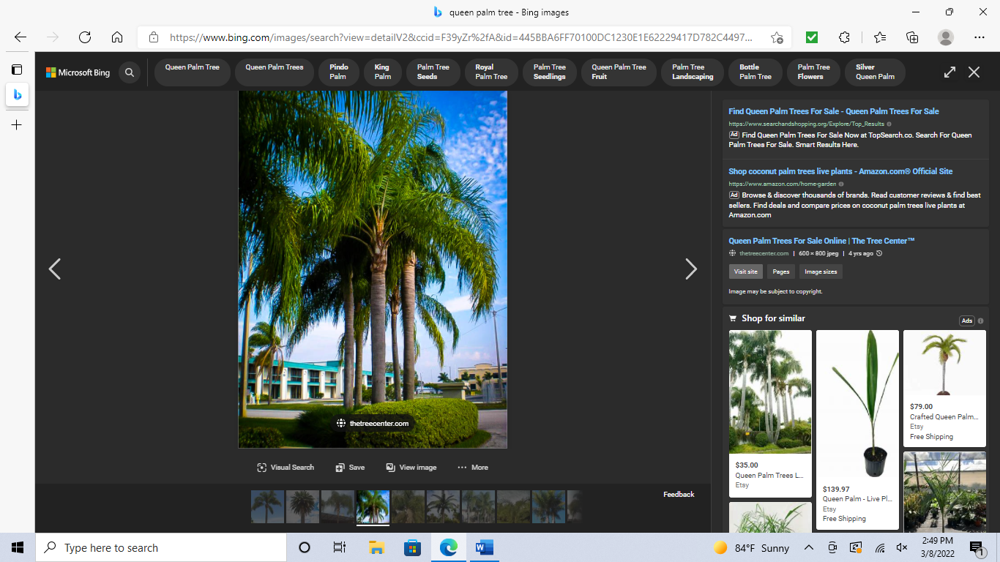 queen palm tree - Bing images
https://www.bing.com/images/search?view=detailV2&ccid=F39yZr%2fA&id=445BBA6FF70100DC1230E1E62229417D782C4497...
Microsoft Bing
Queen Palm Tree
Queen Palm Trees
Pindo
Palm
King
Palm
Palm Tree
Seeds
Royal
Palm Tree
Palm Tree
Seedlings
Queen Palm Tree
Fruit
Palm Tree
Landscaping
Bottle
Palm Tree
Palm Tree
Flowers
Silver
Queen Palm
thetreecenter.com
Visual Search
Save
View image
More
Feedback
Find Queen Palm Trees For Sale - Queen Palm Trees For Sale
https://www.searchandshopping.org/Explore/Top_Results
Ad Find Queen Palm Trees For Sale Now at TopSearch.co. Search For Queen
Palm Trees For Sale. Smart Results Here.
Shop coconut palm trees live plants - Amazon.com® Official Site
https://www.amazon.com/home-garden
Ad Browse & discover thousands of brands. Read customer reviews & find best
sellers. Find deals and compare prices on coconut palm trees live plants at
Amazon.com
Queen Palm Trees For Sale Online | The Tree Center™
thetreecenter.com | 600 × 800 jpeg | 4 yrs ago
Visit site
Pages
Image sizes
Image may be subject to copyright.
Shop for similar
Ads
$35.00
Queen Palm Trees L...
Etsy
$139.97
Queen Palm - Live Pl...
Etsy
Free Shipping
$79.00
Crafted Queen Palm...
Etsy
Free Shipping
Type here to search
84°F Sunny
2:49 PM
3/8/2022
1